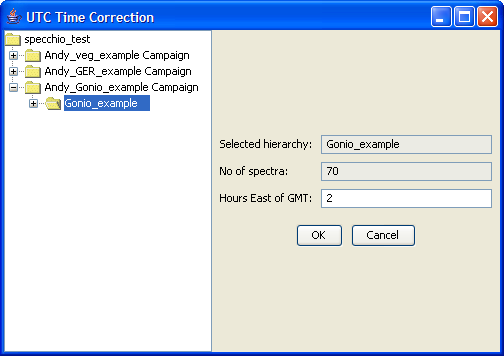 UTC Time Correction
specchio_test
Andy_veg_example Campaign
Andy_GER_example Campaign
Andy_Gonio_example Campaign
Gonio_example
Selected hierarchy: Gonio_example
No of spectra: 70
Hours East of GMT: 2
OK Cancel